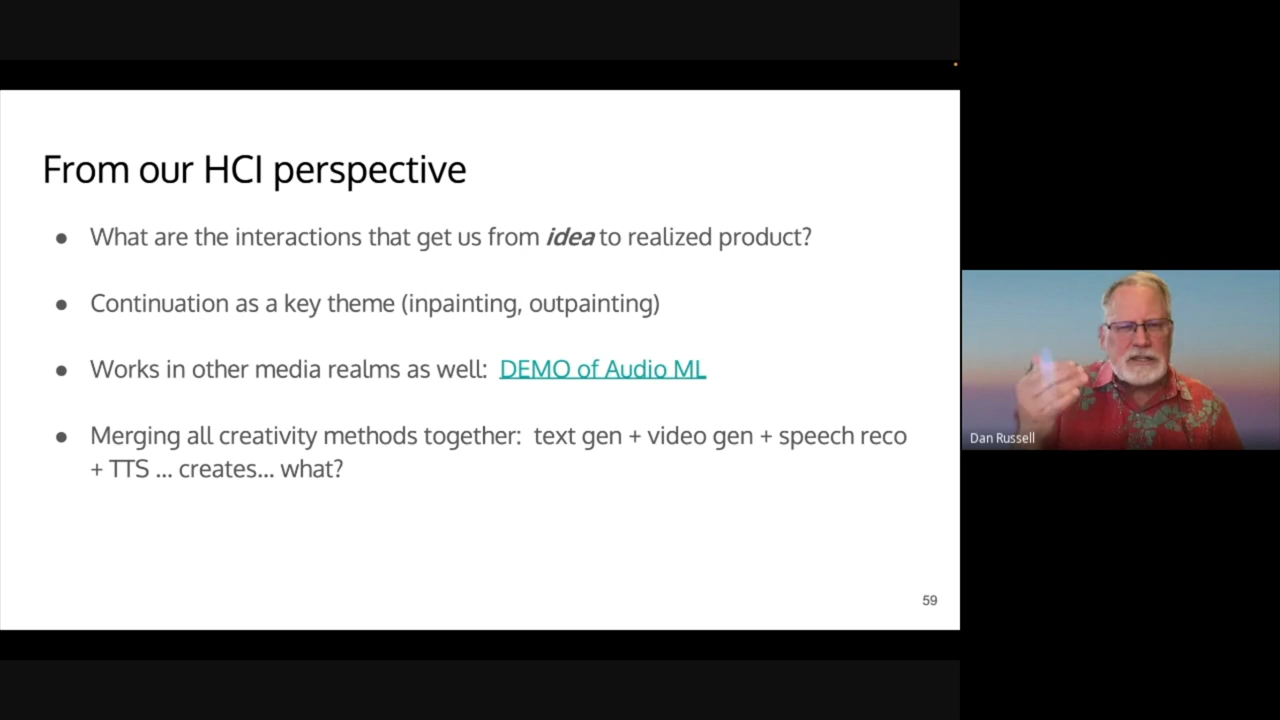 From our HCI perspective
● What are the interactions that get us from idea to realized product?
● Continuation as a key theme (inpainting, outpainting)
● Works in other media realms as well: DEMO of Audio ML
● Merging all creativity methods together: text gen + video gen + speech reco
+ TTS ... creates... what?
59
Dan Russell